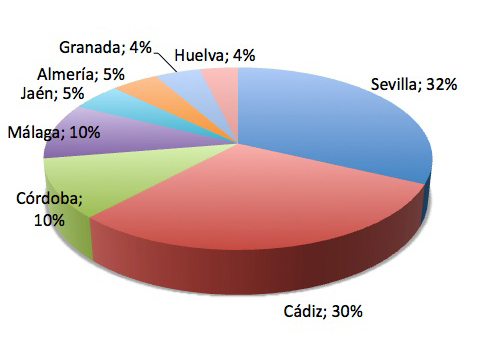 Granada; 4%
Huelva; 4%
Almería; 5%
Sevilla; 32%
Jaén; 5%
Málaga; 10%
Córdoba;
10%
Cádiz; 30%